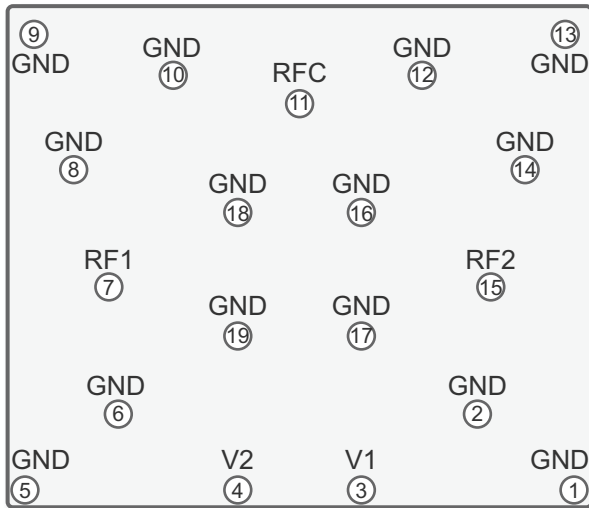 9 13
GND GND GND GND
10 RFC 12
11
GND GND
8 14
GND GND
18 16
RF1 RF2
7 15
GND GND
19 17
GND GND
6 2
GND V2 V1 GND
5 4 3 1